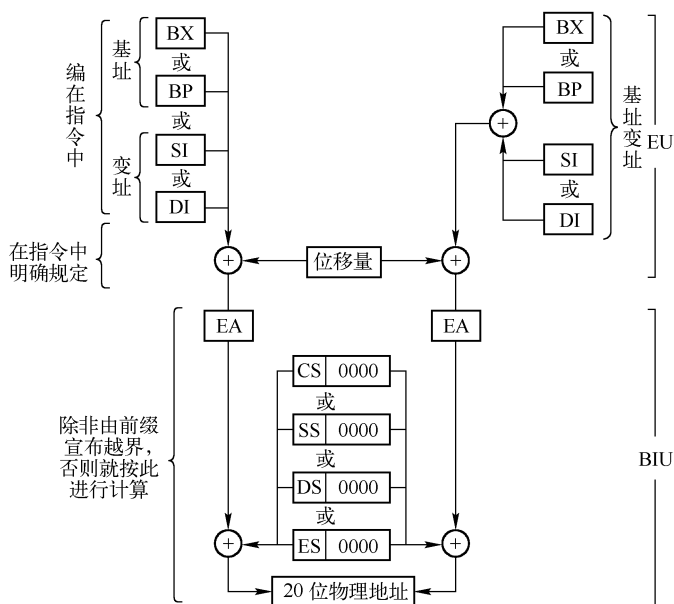 编在指令中
基址
BX
或
BP
或
变址
SI
或
DI
BX
或
BP
SI
或
DI
基址变址
EU
在指令中
明确规定
+
位移量
+
+
EA
EA
除非由前缀
宣布越界，
否则就按此
进行计算
CS 0000
或
SS 0000
或
DS 0000
或
ES 0000
+
+
BIU
20 位物理地址